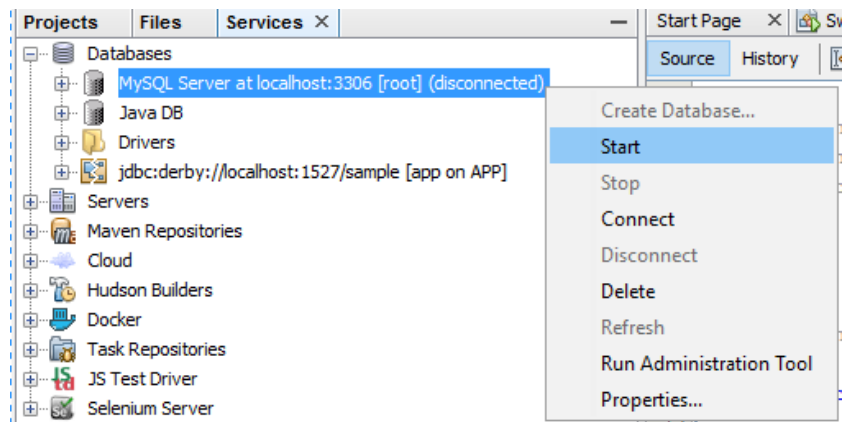 Projects Files Services
Start Page Sw
Source History
Databases
MySQL Server at localhost:3306 [root] (disconnected)
Java DB
Drivers
jdbc:derby://localhost:1527/sample [app on APP]
Servers
Maven Repositories
Cloud
Hudson Builders
Docker
Task Repositories
JS Test Driver
Selenium Server
Create Database...
Start
Stop
Connect
Disconnect
Delete
Refresh
Run Administration Tool
Properties...